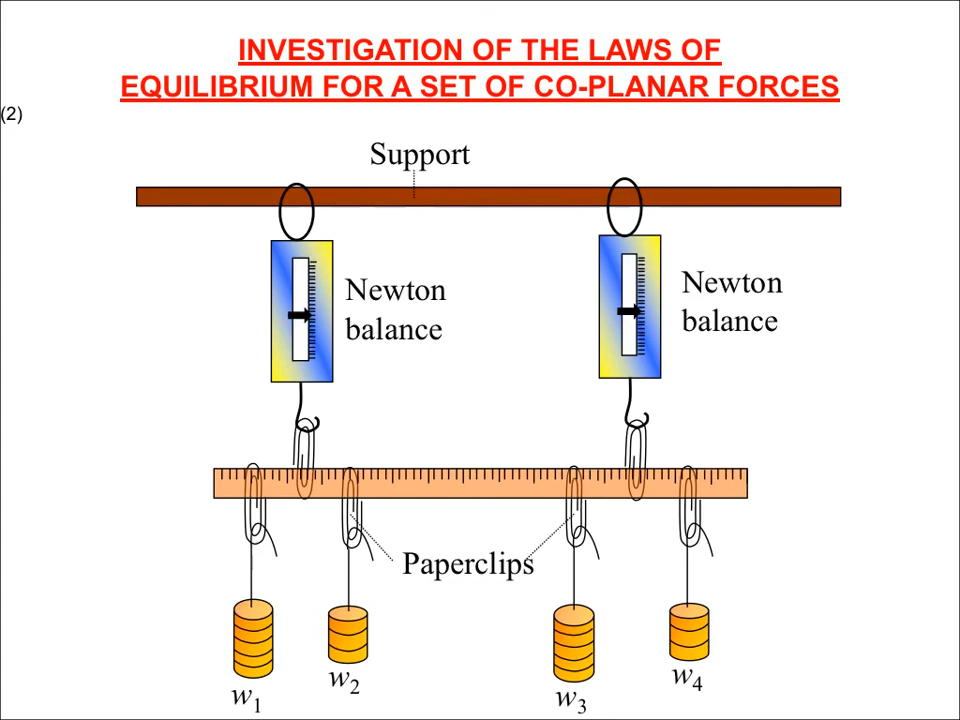 INVESTIGATION OF THE LAWS OF
EQUILIBRIUM FOR A SET OF CO-PLANAR FORCES
(2)
Support
Newton
balance
Newton
balance
Paperclips
w1
w2
w3
w4